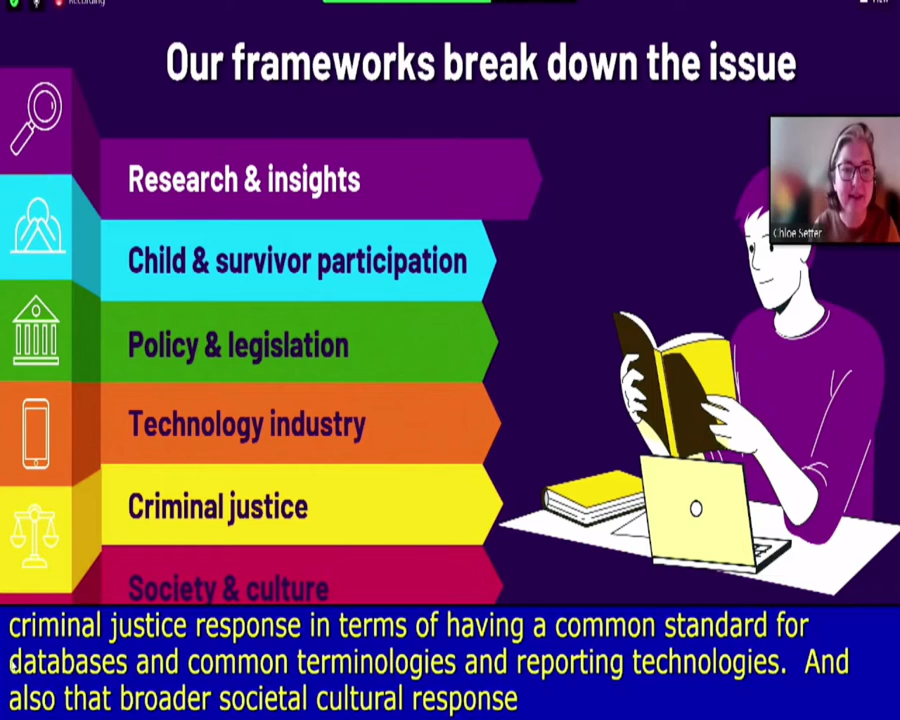 Recording
Our frameworks break down the issue
Research & insights
Chloe Setter
Child & survivor participation
Policy & legislation
Technology industry
Criminal justice
Society & culture
criminal justice response in terms of having a common standard for
databases and common terminologies and reporting technologies. And
also that broader societal cultural response